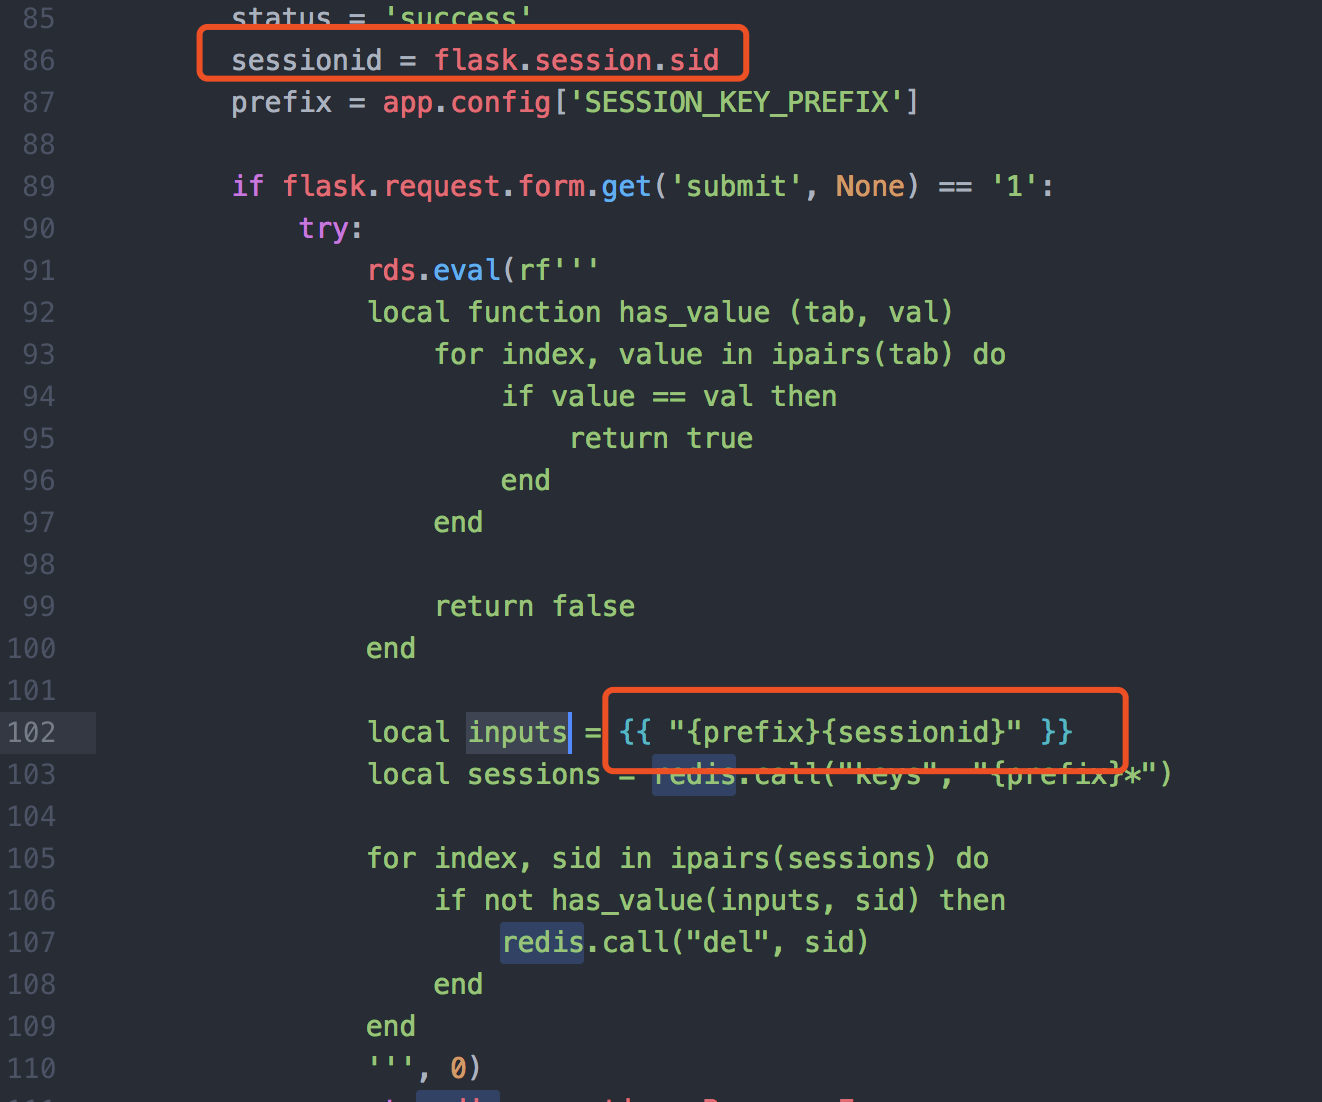 85 status = 'success'
86 sessionid = flask.session.sid
87 prefix = app.config['SESSION_KEY_PREFIX']
88
89 if flask.request.form.get('submit', None) == '1':
90 try:
91 rds.eval(rf'''
92 local function has_value (tab, val)
93 for index, value in ipairs(tab) do
94 if value == val then
95 return true
96 end
97 end
98
99 return false
100 end
101
102 local inputs = {{ "{prefix}{sessionid}" }}
103 local sessions = redis.call("keys", "{prefix}*")
104
105 for index, sid in ipairs(sessions) do
106 if not has_value(inputs, sid) then
107 redis.call("del", sid)
108 end
109 end
110 ''', 0)